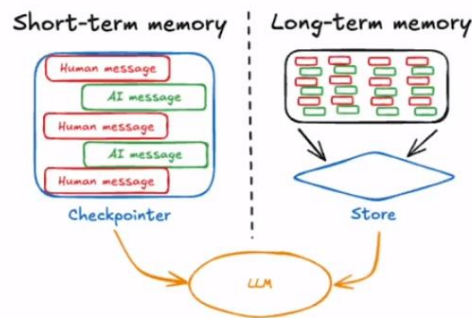 Short-term memory
Long-term memory
Human message
AI message
Human message
AI message
Human message
Checkpointer
Store
LLM